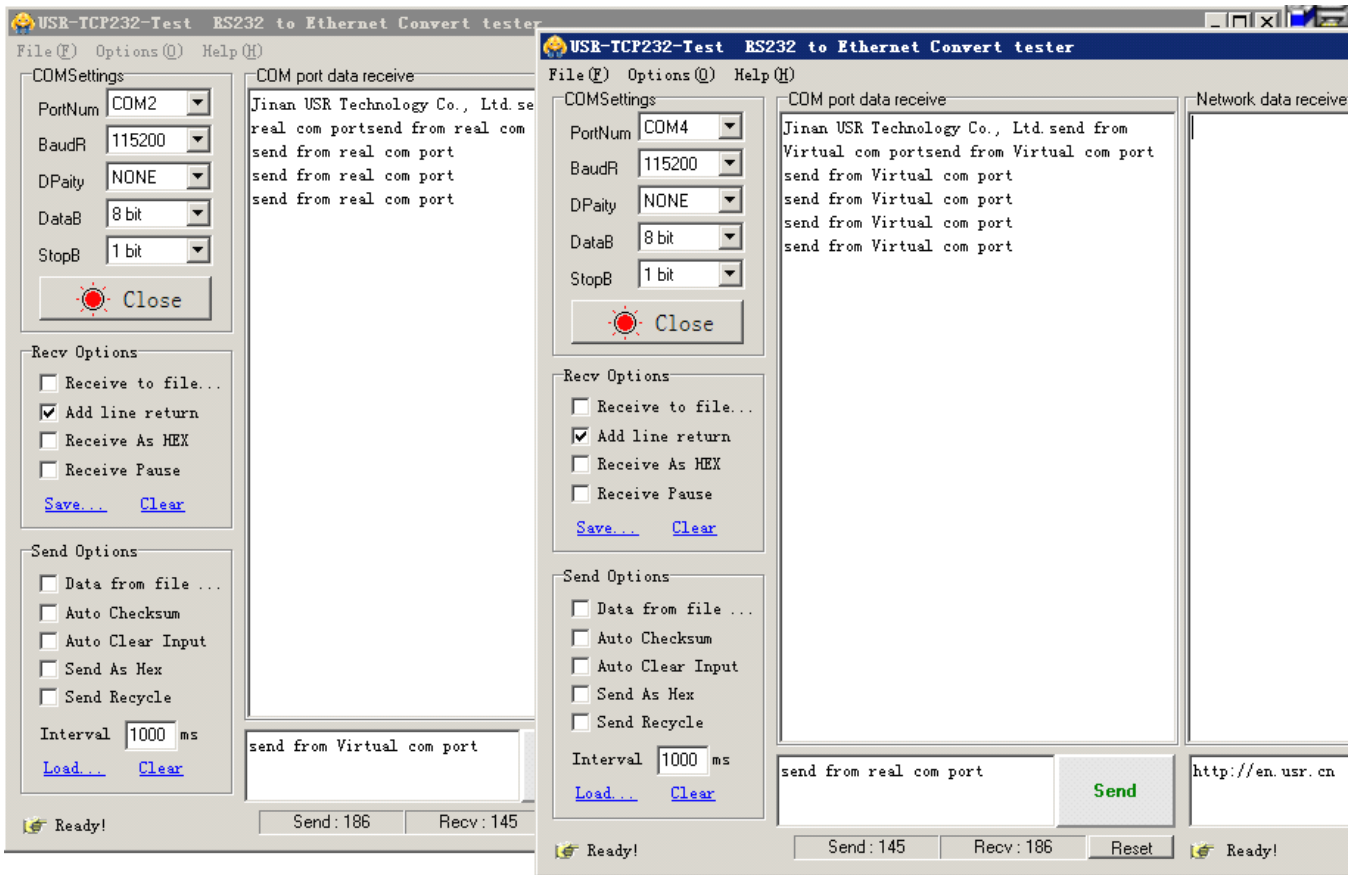 USR-TCP232-Test RS232 to Ethernet Convert tester
File(F) Options(O) Help(H)
COMSettings
PortNum COM2
BaudR 115200
DPaity NONE
DataB 8 bit
StopB 1 bit
Close
Recv Options
Receive to file...
Add line return
Receive As HEX
Receive Pause
Save... Clear
Send Options
Data from file ...
Auto Checksum
Auto Clear Input
Send As Hex
Send Recycle
Interval 1000 ms
Load... Clear
Ready!
COM port data receive
Jinan USR Technology Co., Ltd.se
real com portsend from real com
send from real com port
send from real com port
send from real com port
send from Virtual com port
Send : 186 Recv : 145
USR-TCP232-Test RS232 to Ethernet Convert tester
File(F) Options(O) Help(H)
COMSettings
PortNum COM4
BaudR 115200
DPaity NONE
DataB 8 bit
StopB 1 bit
Close
Recv Options
Receive to file...
Add line return
Receive As HEX
Receive Pause
Save... Clear
Send Options
Data from file ...
Auto Checksum
Auto Clear Input
Send As Hex
Send Recycle
Interval 1000 ms
Load... Clear
Ready!
COM port data receive
Jinan USR Technology Co., Ltd.send from
Virtual com portsend from Virtual com port
send from Virtual com port
send from Virtual com port
send from Virtual com port
send from Virtual com port
send from real com port
Send
Send : 145 Recv : 186 Reset
Network data receive
http://en.usr.cn
Ready!